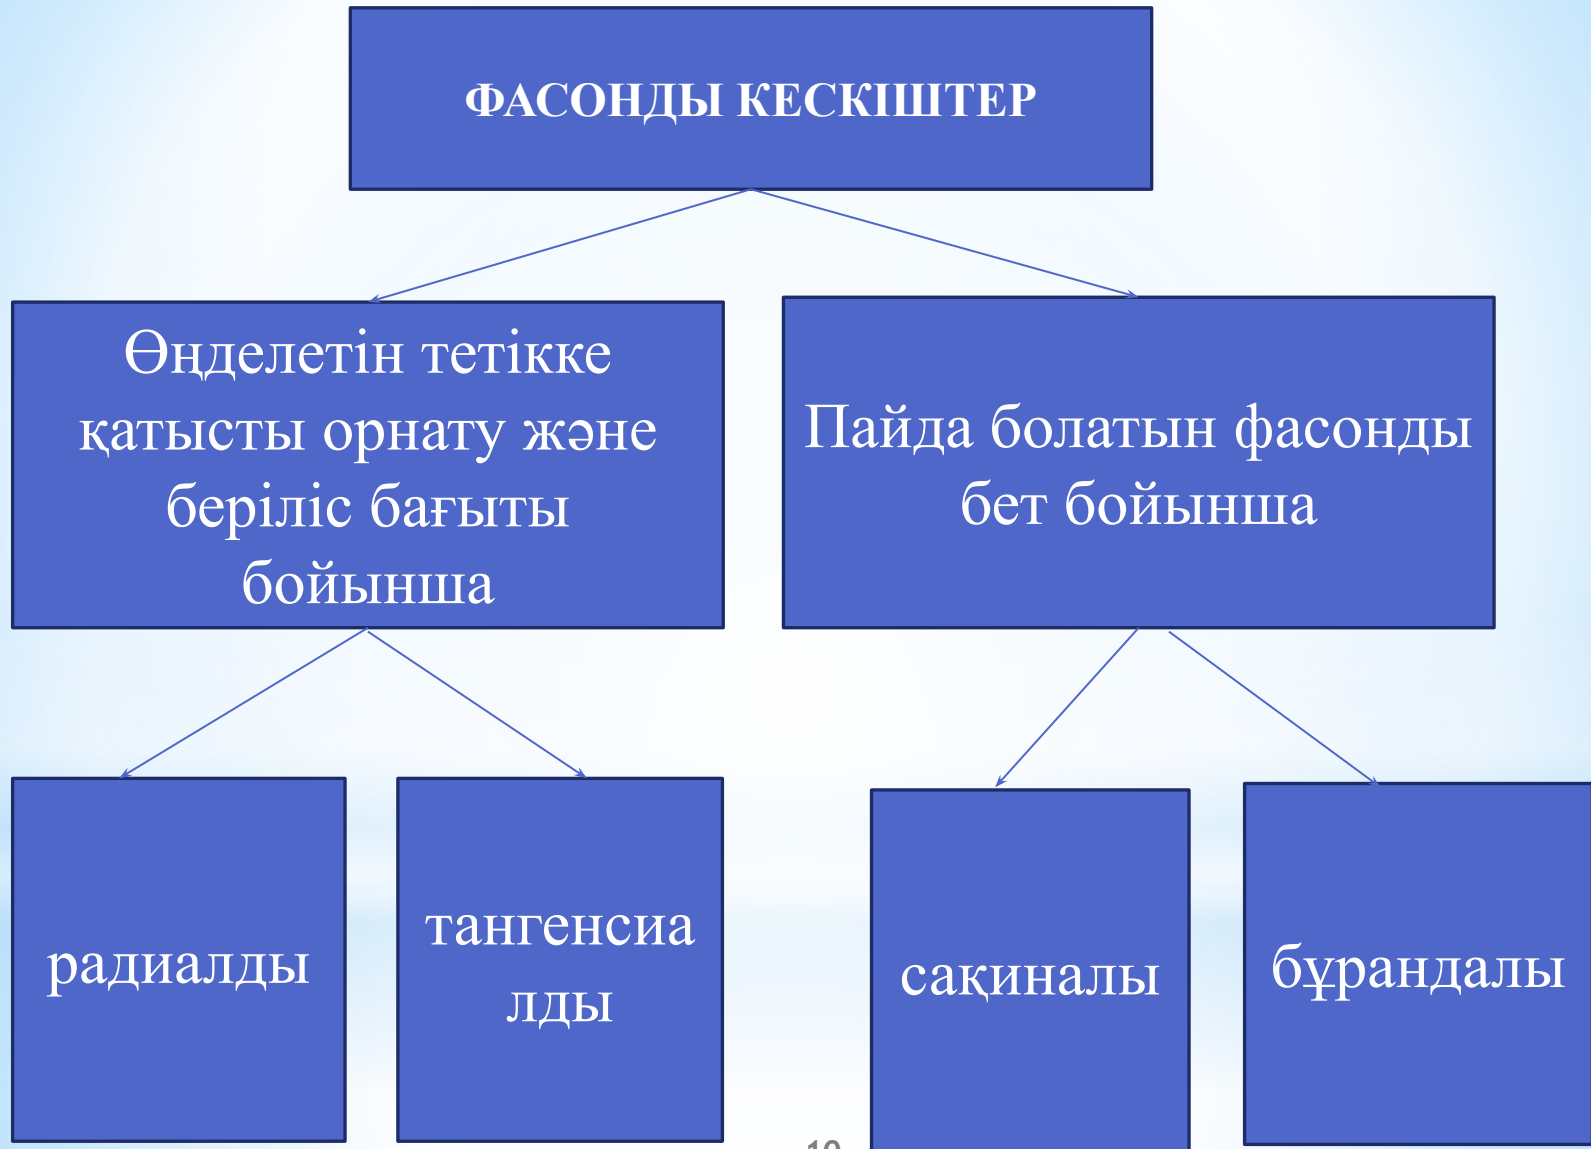 ФАСОНДЫ КЕСКІШТЕР
Өңделетін тетікке
қатысты орнату және
беріліс бағыты
бойынша
Пайда болатын фасонды
бет бойынша
радиалды
тангенсиа
лды
сақиналы
бұрандалы